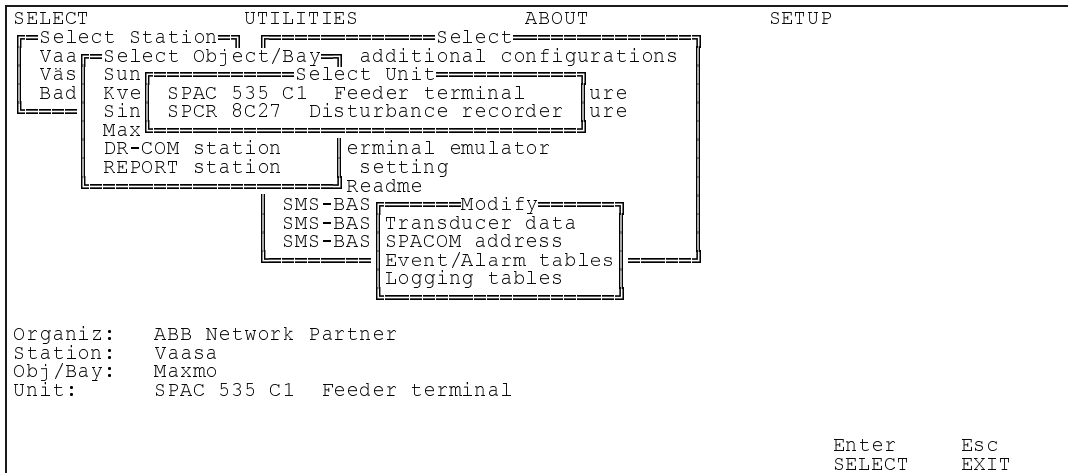 SELECT UTILITIES ABOUT SETUP
Select Station Select
Vaa Select Object/Bay additional configurations
Väs Sun Select Unit
Bad Kve SPAC 535 C1 Feeder terminal ure
Sin SPCR 8C27 Disturbance recorder ure
Max
DR-COM station erminal emulator
REPORT station setting
Readme
SMS-BAS Modify
SMS-BAS Transducer data
SMS-BAS SPACOM address
Event/Alarm tables
Logging tables
Organiz: ABB Network Partner
Station: Vaasa
Obj/Bay: Maxmo
Unit: SPAC 535 C1 Feeder terminal
Enter Esc
SELECT EXIT